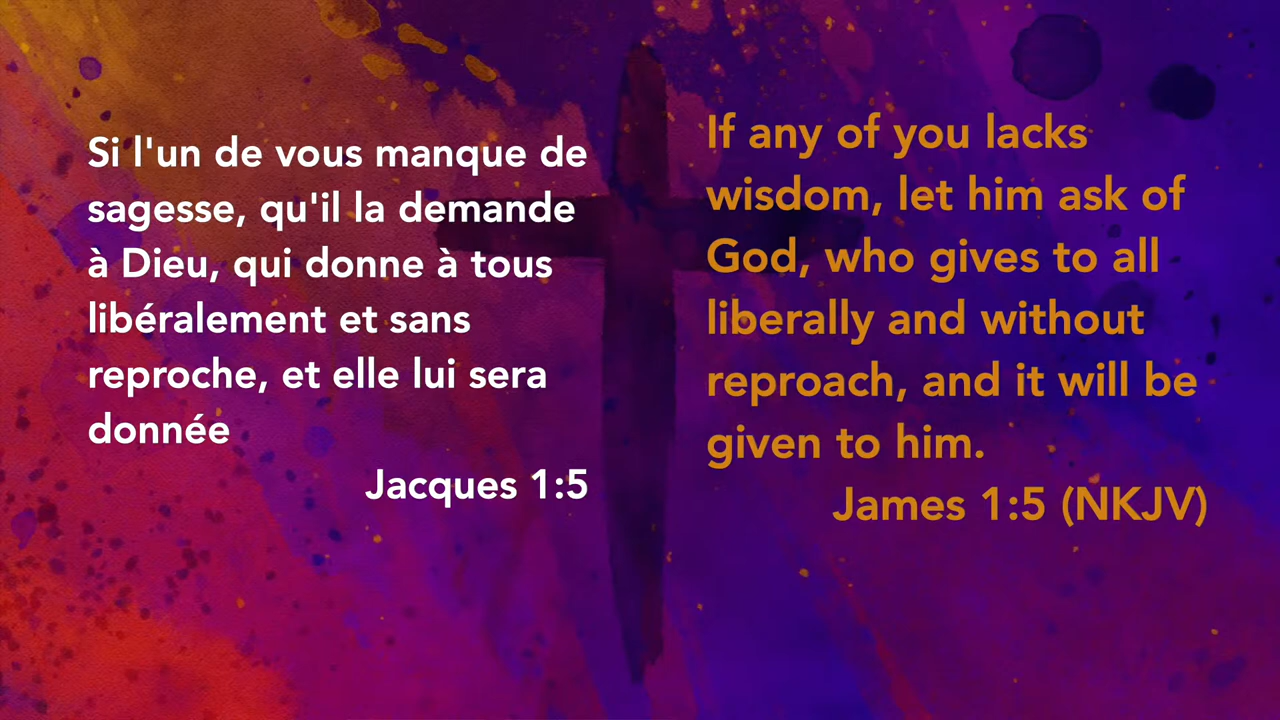 Si l'un de vous manque de
sagesse, qu'il la demande
à Dieu, qui donne à tous
libéralement et sans
reproche, et elle lui sera
donnée
Jacques 1:5
If any of you lacks
wisdom, let him ask of
God, who gives to all
liberally and without
reproach, and it will be
given to him.
James 1:5 (NKJV)